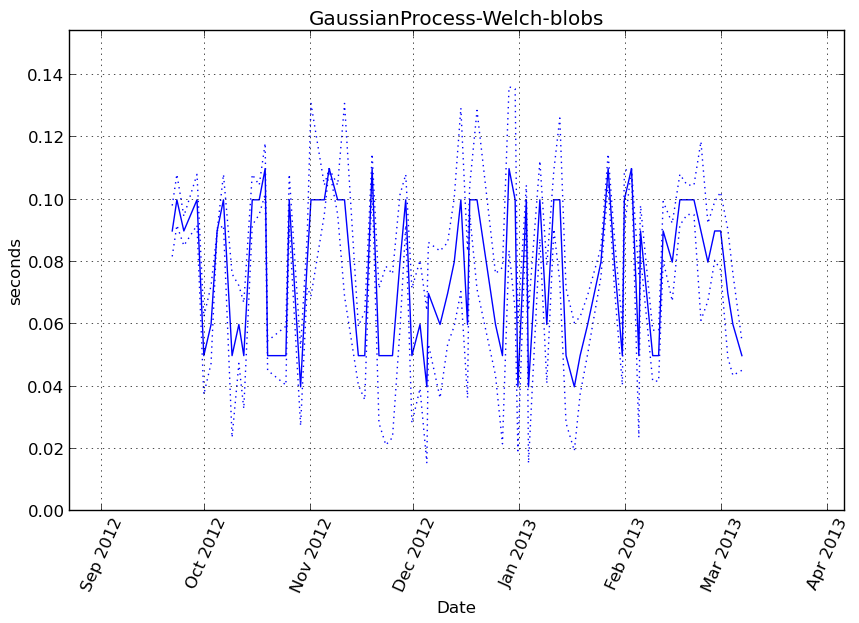 GaussianProcess-Welch-blobs
0.14
0.12
0.10
0.08
0.06
0.04
0.02
0.00
seconds
Sep 2012
Oct 2012
Nov 2012
Dec 2012
Jan 2013
Feb 2013
Mar 2013
Apr 2013
Date